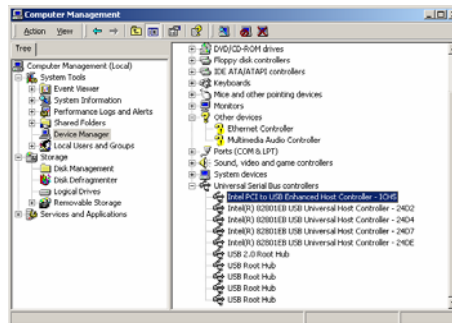 Computer Management
Action View
Tree
Computer Management (Local)
System Tools
Event Viewer
System Information
Performance Logs and Alerts
Shared Folders
Device Manager
Local Users and Groups
Storage
Disk Management
Disk Defragmenter
Logical Drives
Removable Storage
Services and Applications
DVD/CD-ROM drives
Floppy disk controllers
IDE ATA/ATAPI controllers
Keyboards
Mice and other pointing devices
Monitors
Other devices
Ethernet Controller
Multimedia Audio Controller
Ports (COM & LPT)
Sound, video and game controllers
System devices
Universal Serial Bus controllers
Intel PCI to USB Enhanced Host Controller - ICH5
Intel(R) 82801EB USB Universal Host Controller - 24D2
Intel(R) 82801EB USB Universal Host Controller - 24D4
Intel(R) 82801EB USB Universal Host Controller - 24D7
Intel(R) 82801EB USB Universal Host Controller - 24DE
USB 2.0 Root Hub
USB Root Hub
USB Root Hub
USB Root Hub
USB Root Hub